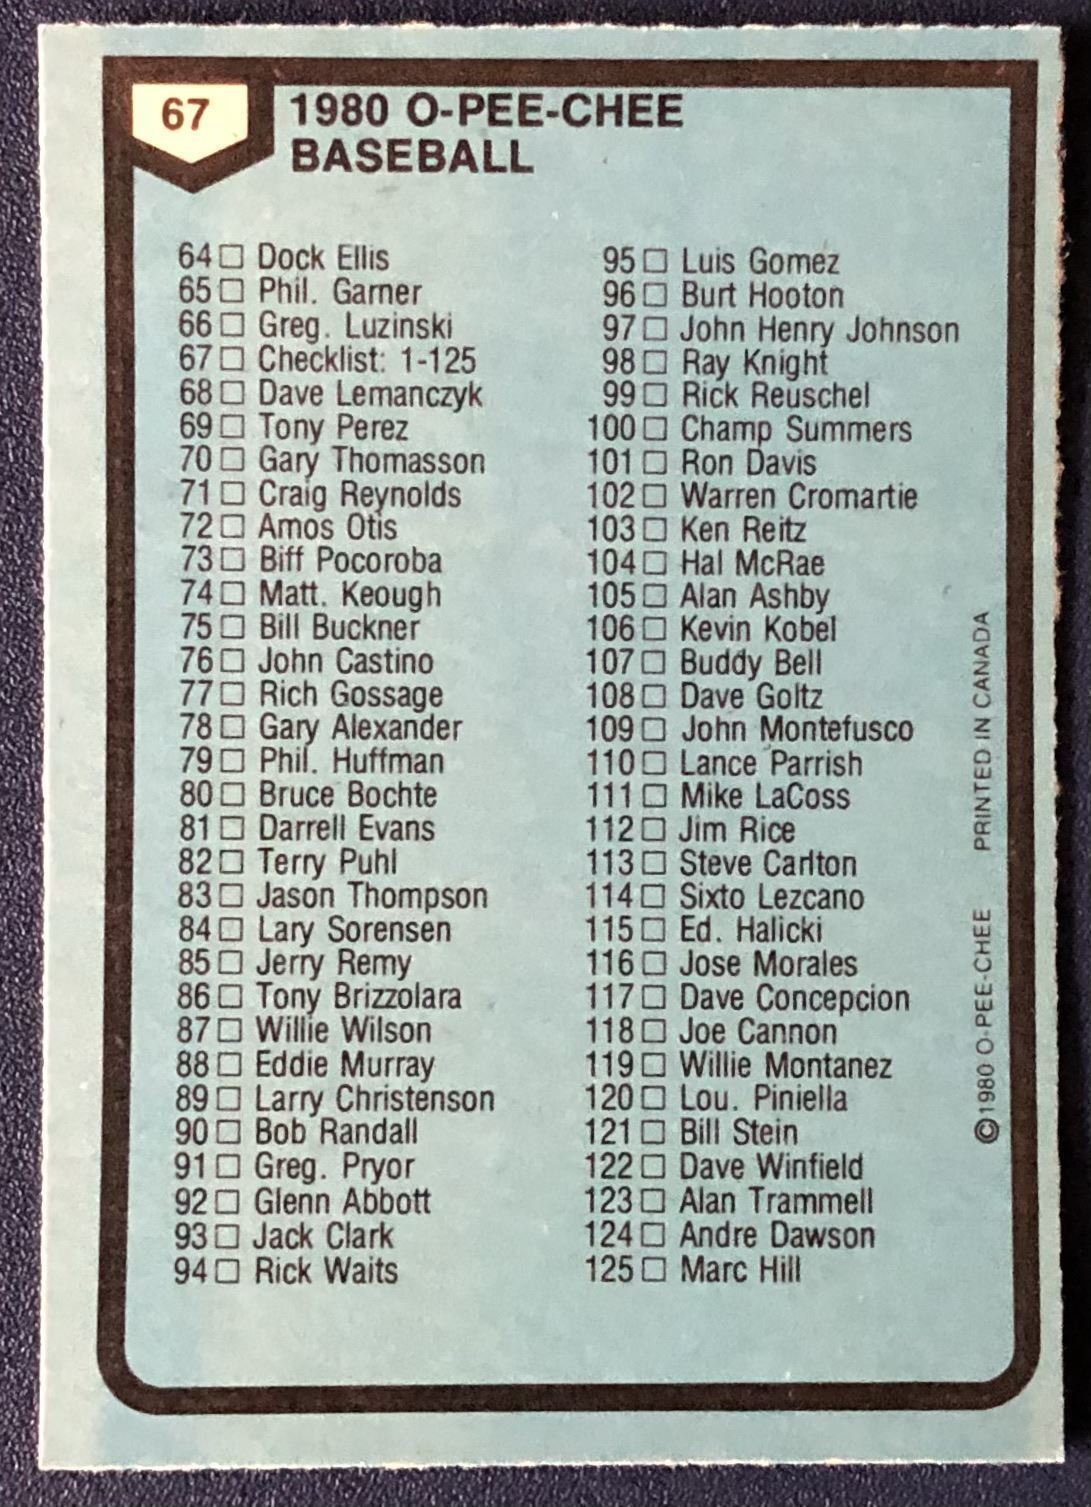 67
1980 O-PEE-CHEE
BASEBALL
64 Dock Ellis
65 Phil. Garner
66 Greg. Luzinski
67 Checklist: 1-125
68 Dave Lemanczyk
69 Tony Perez
70 Gary Thomasson
71 Craig Reynolds
72 Amos Otis
73 Biff Pocoroba
74 Matt. Keough
75 Bill Buckner
76 John Castino
77 Rich Gossage
78 Gary Alexander
79 Phil. Huffman
80 Bruce Bochte
81 Darrell Evans
82 Terry Puhl
83 Jason Thompson
84 Lary Sorensen
85 Jerry Remy
86 Tony Brizzolara
87 Willie Wilson
88 Eddie Murray
89 Larry Christenson
90 Bob Randall
91 Greg. Pryor
92 Glenn Abbott
93 Jack Clark
94 Rick Waits
95 Luis Gomez
96 Burt Hooton
97 John Henry Johnson
98 Ray Knight
99 Rick Reuschel
100 Champ Summers
101 Ron Davis
102 Warren Cromartie
103 Ken Reitz
104 Hal McRae
105 Alan Ashby
106 Kevin Kobel
107 Buddy Bell
108 Dave Goltz
109 John Montefusco
110 Lance Parrish
111 Mike LaCoss
112 Jim Rice
113 Steve Carlton
114 Sixto Lezcano
115 Ed. Halicki
116 Jose Morales
117 Dave Concepcion
118 Joe Cannon
119 Willie Montanez
120 Lou. Piniella
121 Bill Stein
122 Dave Winfield
123 Alan Trammell
124 Andre Dawson
125 Marc Hill
©1980 O-PEE-CHEE PRINTED IN CANADA